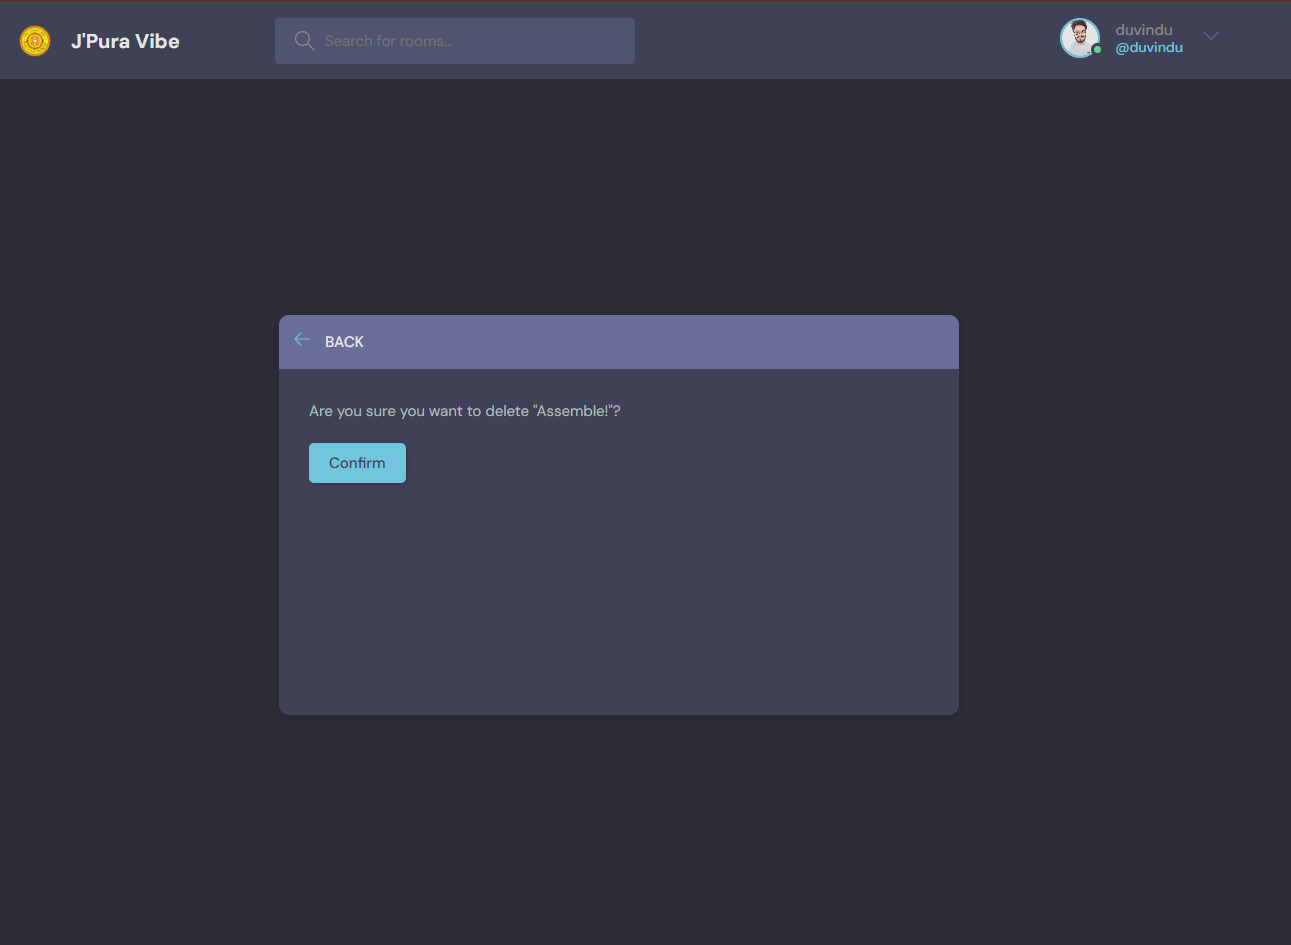 J'Pura Vibe
Search for rooms...
duvindu
@duvindu
BACK
Are you sure you want to delete "Assemble!"?
Confirm